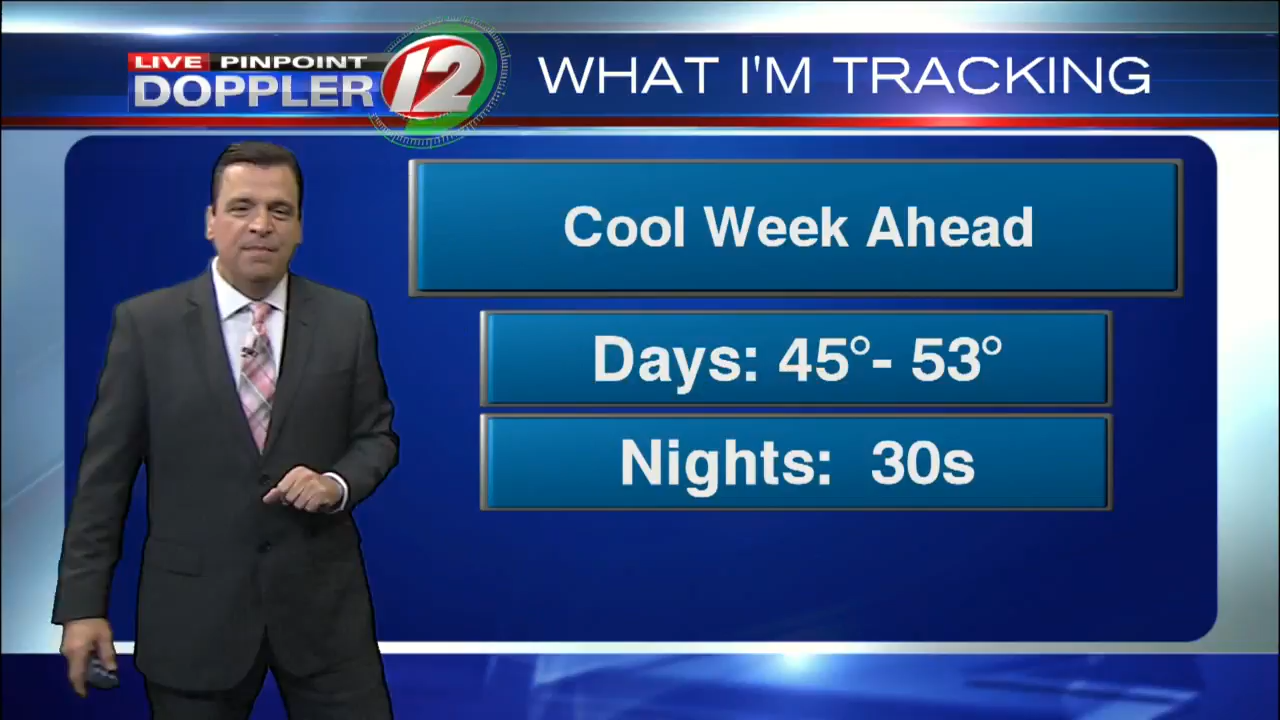 LIVE PINPOINT
DOPPLER 12
WHAT I'M TRACKING
Cool Week Ahead
Days: 45°- 53°
Nights: 30s